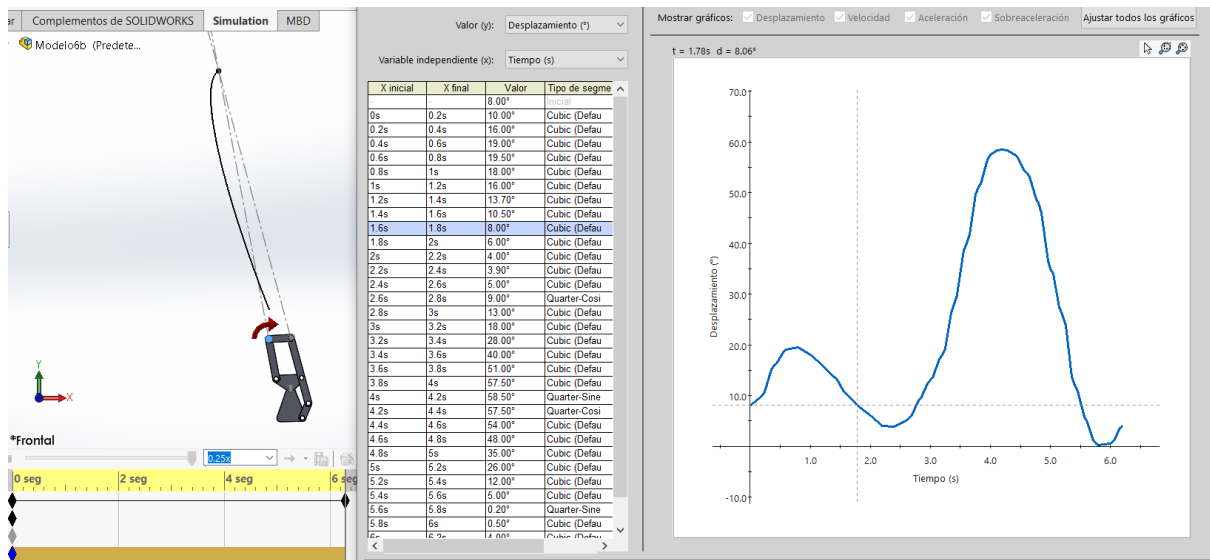 ar Complementos de SOLIDWORKS Simulation MBD
Modelo6b (Predete...
Y
X
*Frontal
0.25x
0 seg 2 seg 4 seg 6 seg
Valor (y): Desplazamiento (°)
Variable independiente (x): Tiempo (s)
X inicial X final Valor Tipo de segme
- - 8.00° Inicial
0s 0.2s 10.00° Cubic (Defau
0.2s 0.4s 16.00° Cubic (Defau
0.4s 0.6s 19.00° Cubic (Defau
0.6s 0.8s 19.50° Cubic (Defau
0.8s 1s 18.00° Cubic (Defau
1s 1.2s 16.00° Cubic (Defau
1.2s 1.4s 13.70° Cubic (Defau
1.4s 1.6s 10.50° Cubic (Defau
1.6s 1.8s 8.00° Cubic (Defau
1.8s 2s 6.00° Cubic (Defau
2s 2.2s 4.00° Cubic (Defau
2.2s 2.4s 3.90° Cubic (Defau
2.4s 2.6s 5.00° Cubic (Defau
2.6s 2.8s 9.00° Quarter-Cosi
2.8s 3s 13.00° Cubic (Defau
3s 3.2s 18.00° Cubic (Defau
3.2s 3.4s 28.00° Cubic (Defau
3.4s 3.6s 40.00° Cubic (Defau
3.6s 3.8s 51.00° Cubic (Defau
3.8s 4s 57.50° Cubic (Defau
4s 4.2s 58.50° Quarter-Sine
4.2s 4.4s 57.50° Quarter-Cosi
4.4s 4.6s 54.00° Cubic (Defau
4.6s 4.8s 48.00° Cubic (Defau
4.8s 5s 35.00° Cubic (Defau
5s 5.2s 26.00° Cubic (Defau
5.2s 5.4s 12.00° Cubic (Defau
5.4s 5.6s 5.00° Cubic (Defau
5.6s 5.8s 0.20° Quarter-Sine
5.8s 6s 0.50° Cubic (Defau
6s 6.2s 4.00° Cubic (Defau
Mostrar gráficos: Desplazamiento Velocidad Aceleración Sobreaceleración Ajustar todos los gráficos
t = 1.78s d = 8.06°
70.0
60.0
50.0
40.0
30.0
20.0
10.0
-10.0
Desplazamiento (°)
1.0 2.0 3.0 4.0 5.0 6.0
Tiempo (s)